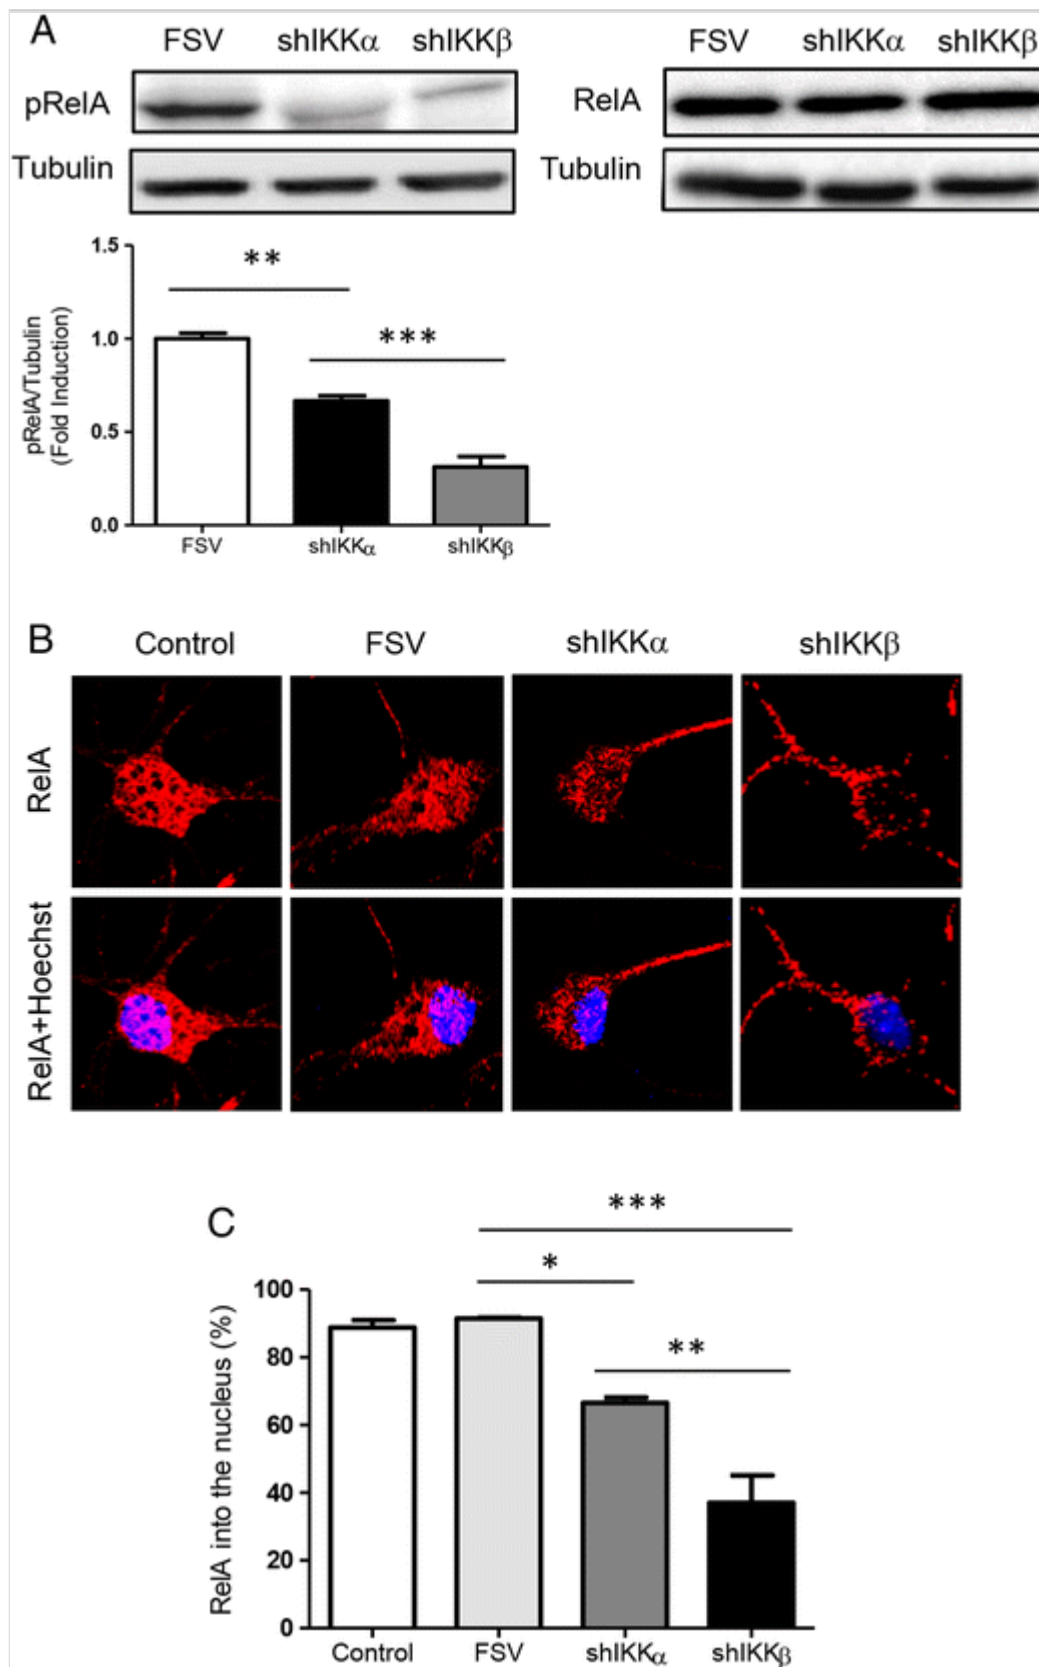 A
FSV shIKKα shIKKβ
pRelA
Tubulin
FSV shIKKα shIKKβ
RelA
Tubulin
pRelA/Tubulin
(Fold Induction)
1.5
1.0
0.5
0.0
**
***
FSV shIKKα shIKKβ
B
Control FSV shIKKα shIKKβ
RelA
RelA+Hoechst
C
RelA into the nucleus (%)
100
80
60
40
20
0
***
*
**
Control FSV shIKKα shIKKβ